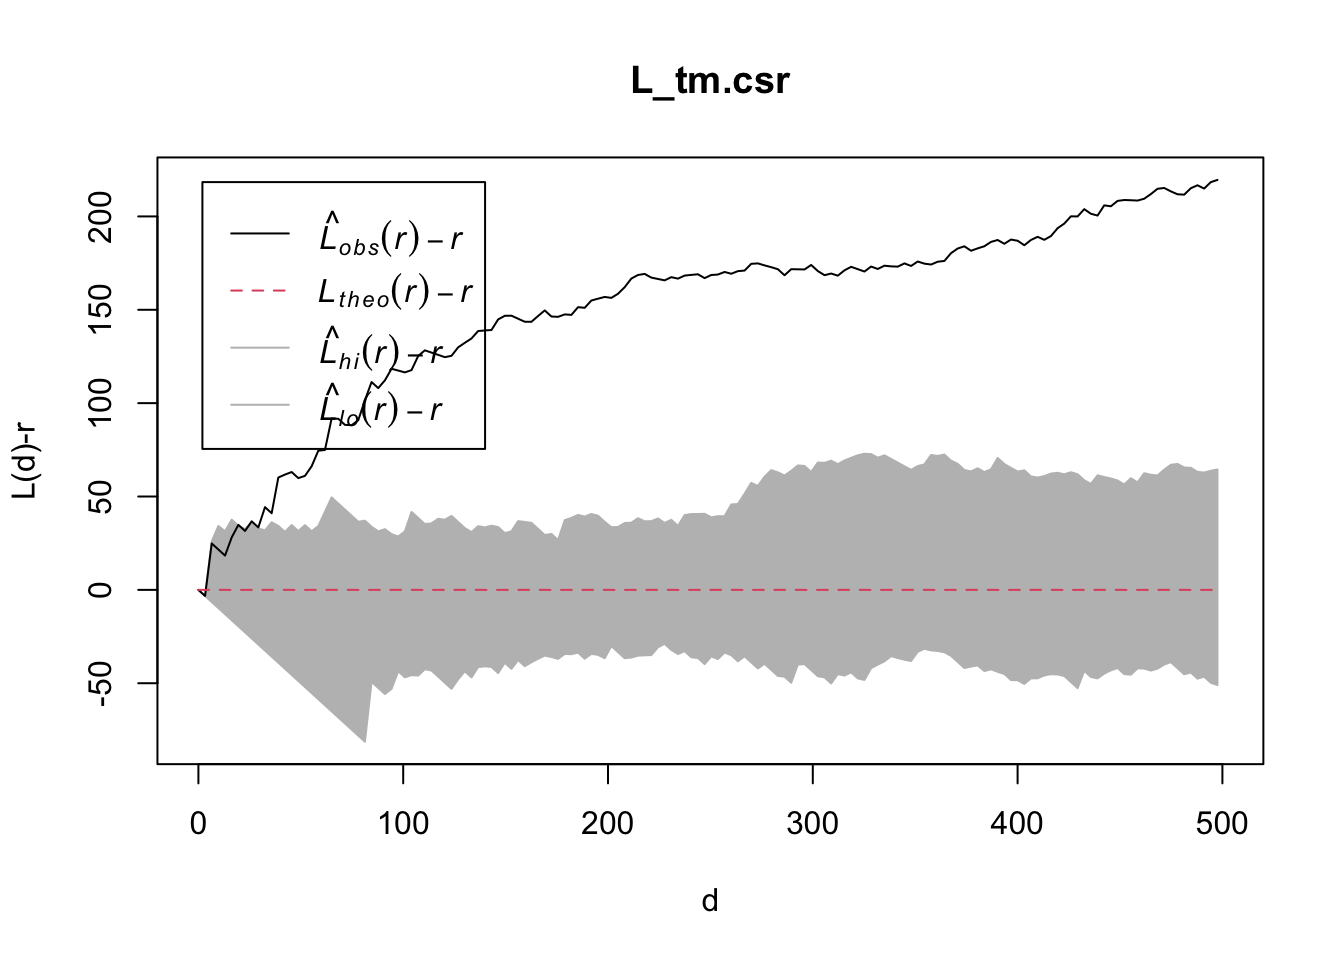 L_tm.csr
L(d)-r
200
150
100
50
0
-50
L̂obs(r) − r
Ltheo(r) − r
L̂hi(r) − r
L̂lo(r) − r
0 100 200 300 400 500
d